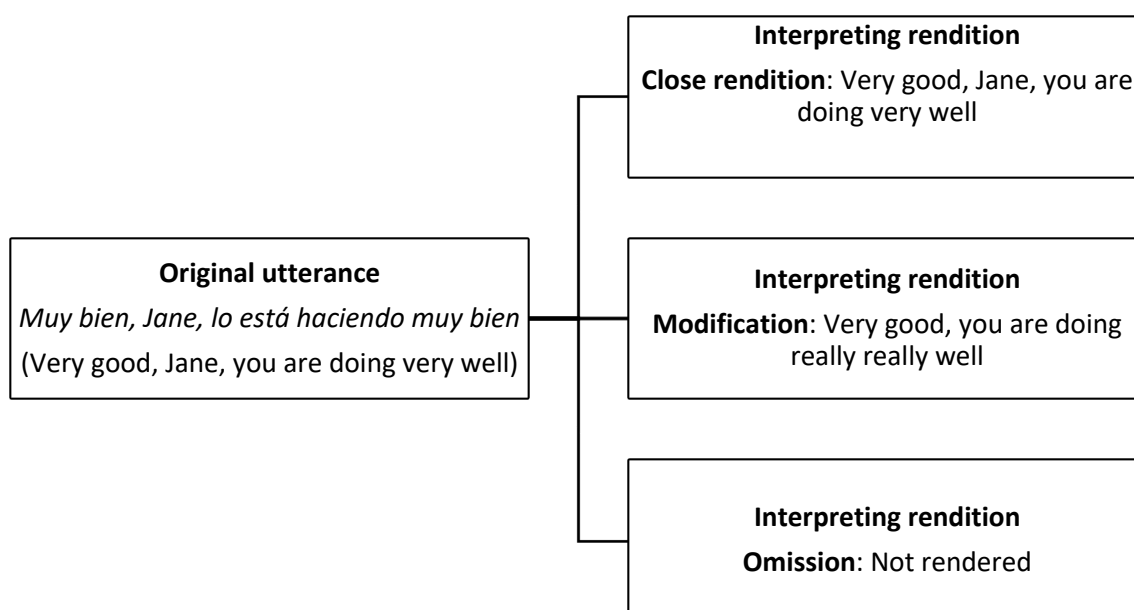 Interpreting rendition
Close rendition: Very good, Jane, you are
doing very well
Original utterance
Muy bien, Jane, lo está haciendo muy bien
(Very good, Jane, you are doing very well)
Interpreting rendition
Modification: Very good, you are doing
really really well
Interpreting rendition
Omission: Not rendered